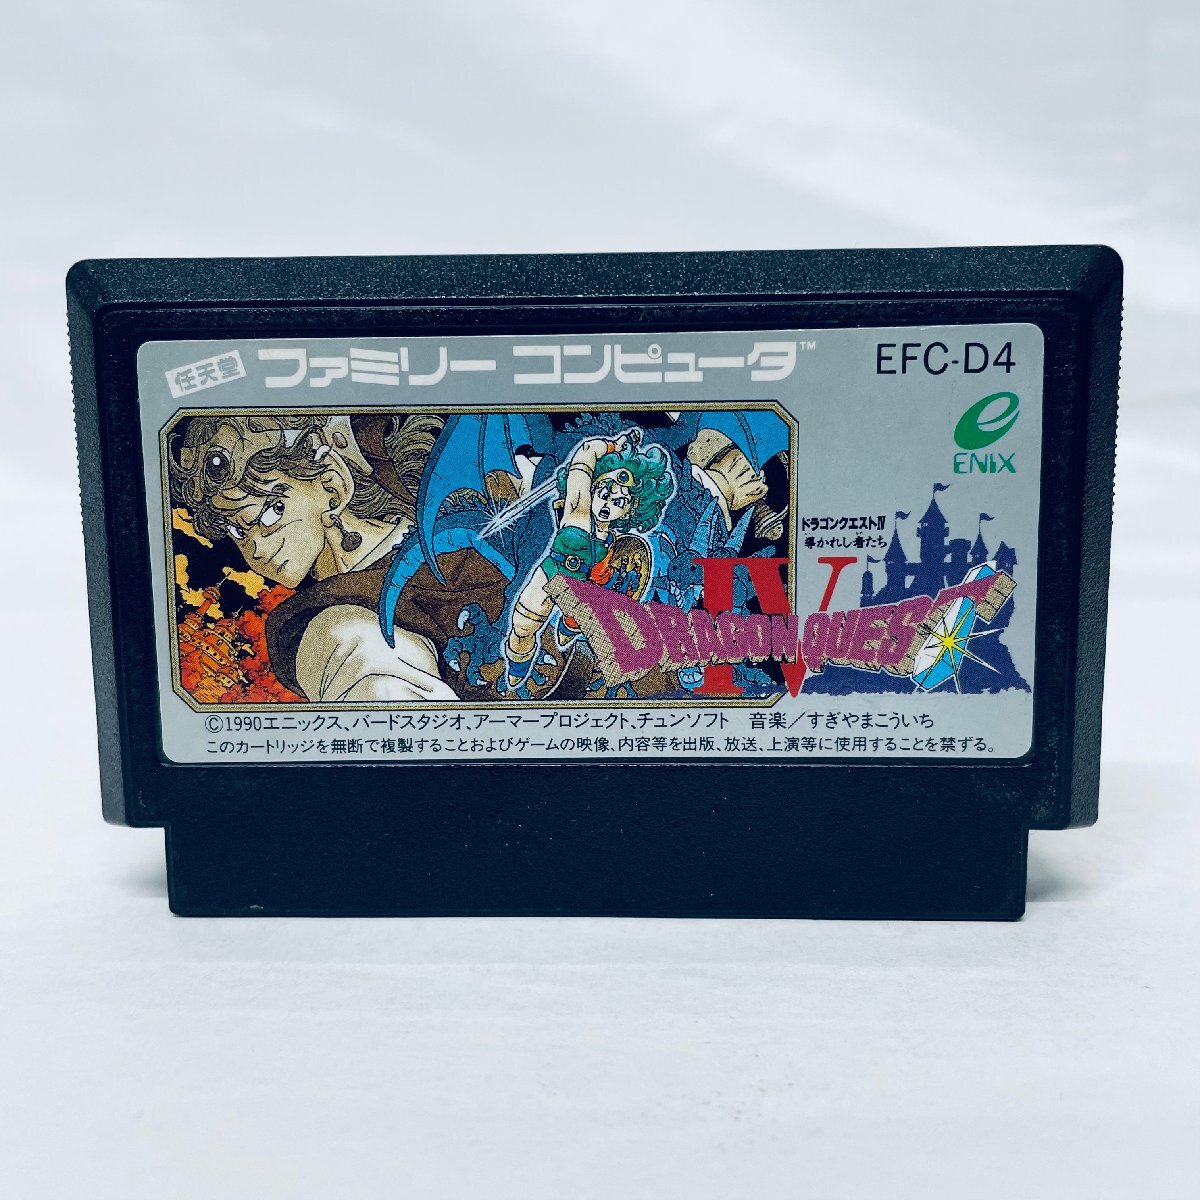 任天堂 ファミリー コンピュータ™
EFC-D4
ENIX
ドラゴンクエストIV
導かれし者たち
IV
DRAGON QUEST
©1990エニックス、バードスタジオ、アーマープロジェクト、チュンソフト 音楽／すぎやまこういち
このカートリッジを無断で複製することおよびゲームの映像、内容等を出版、放送、上演等に使用することを禁ずる。